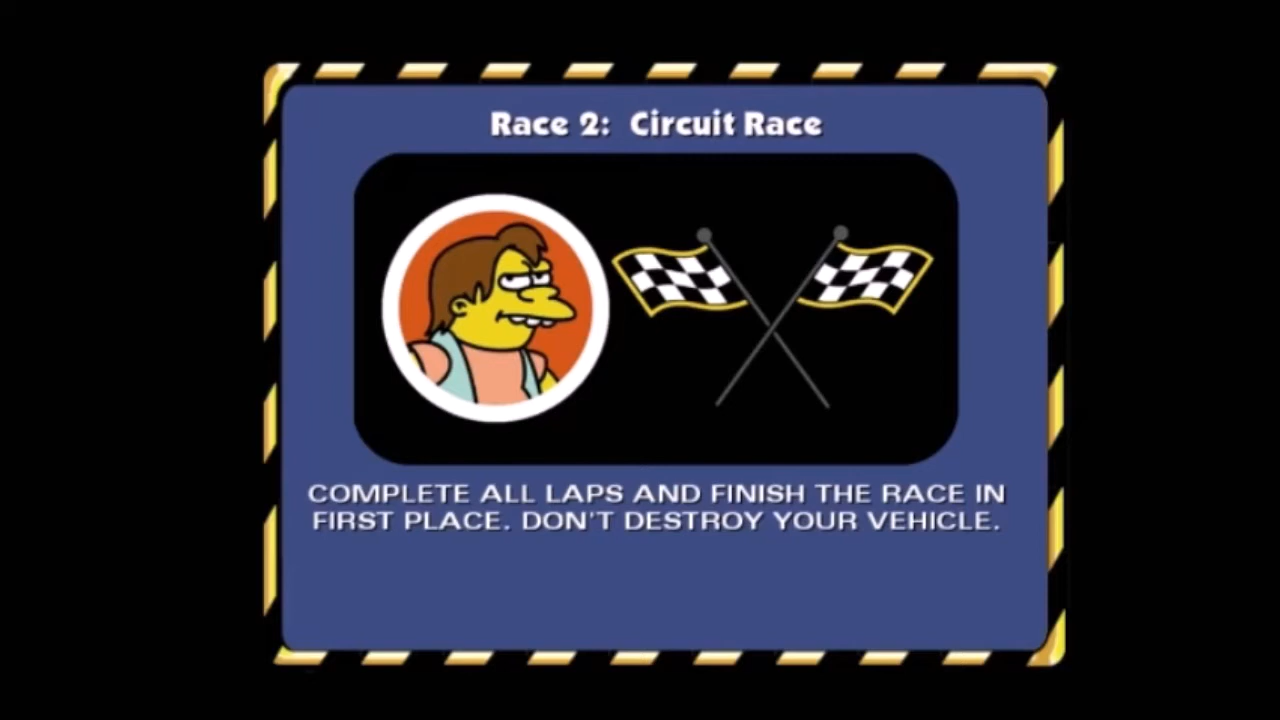 Race 2: Circuit Race
COMPLETE ALL LAPS AND FINISH THE RACE IN
FIRST PLACE. DON'T DESTROY YOUR VEHICLE.